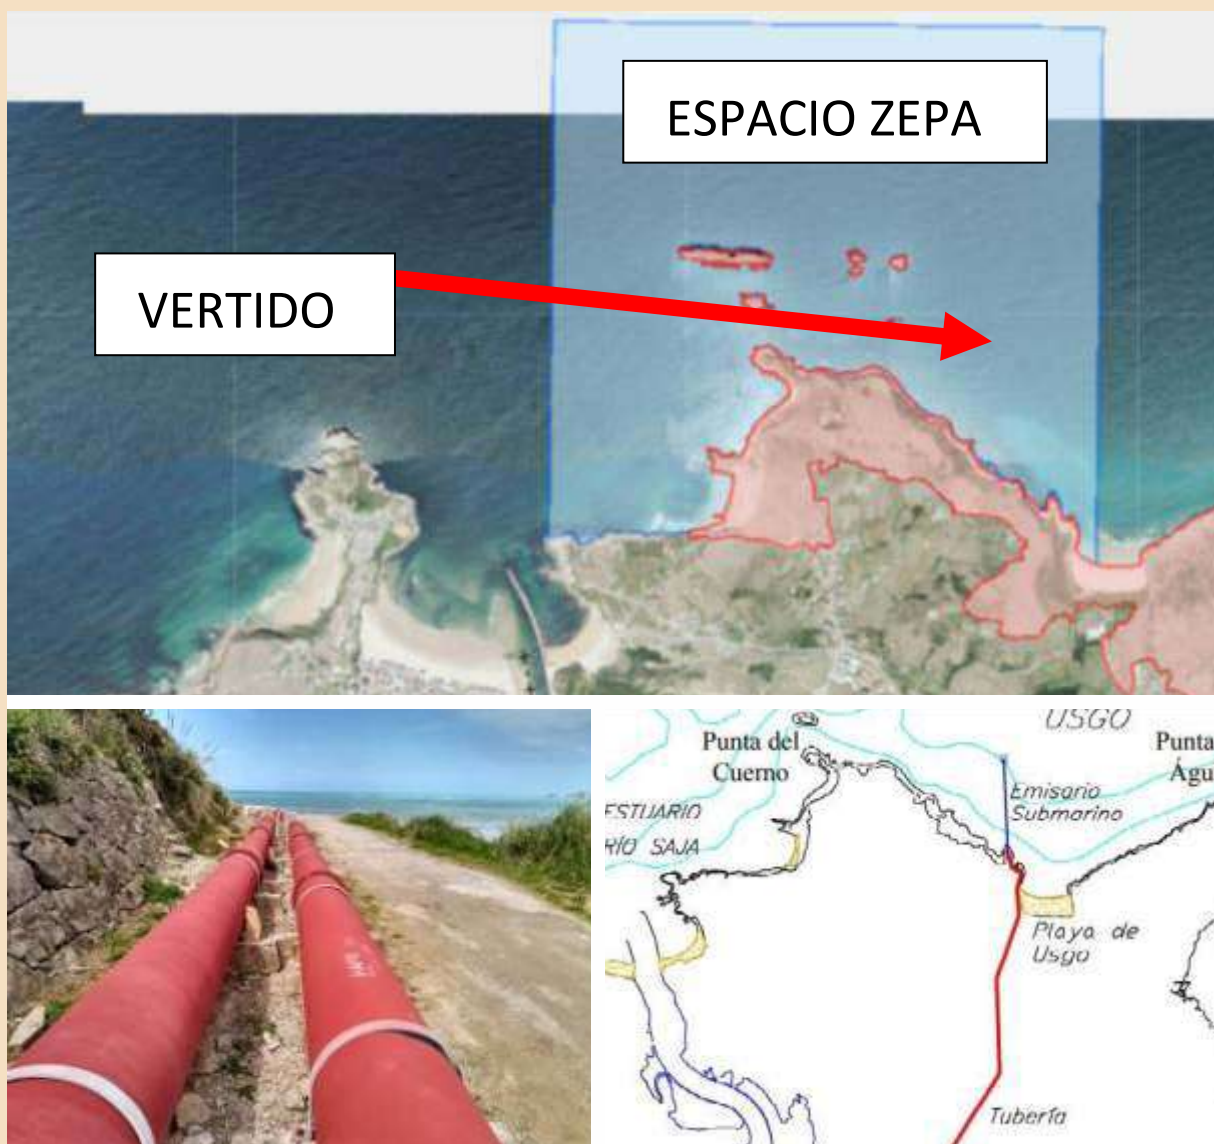 ESPACIO ZEPA
VERTIDO
USGO
Punta del
Cuerno
Punta
Águ
Emisario
Submarino
ESTUARIO
RÍO SAJA
Playa de
Usgo
Tubería